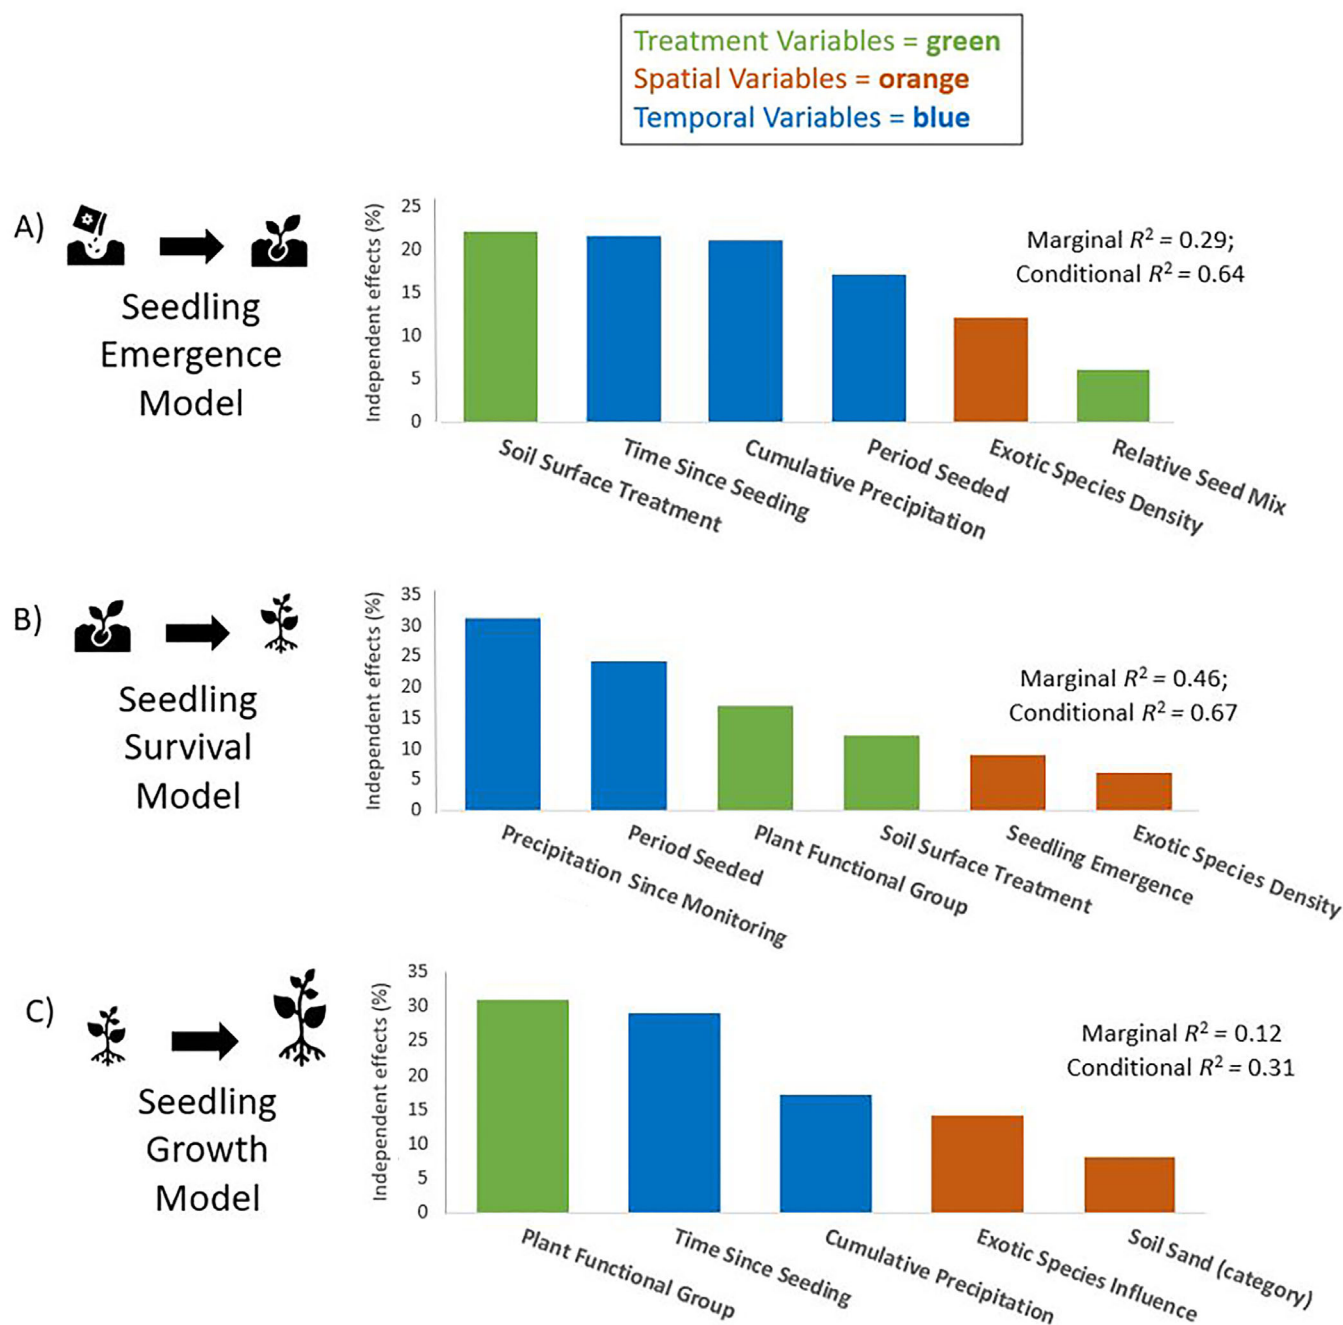 Treatment Variables = green
Spatial Variables = orange
Temporal Variables = blue
A)
Seedling
Emergence
Model
Independent effects (%)
25
20
15
10
5
0
Marginal R² = 0.29;
Conditional R² = 0.64
Soil Surface Treatment
Time Since Seeding
Cumulative Precipitation
Period Seeded
Exotic Species Density
Relative Seed Mix
B)
Seedling
Survival
Model
Independent effects (%)
35
30
25
20
15
10
5
0
Marginal R² = 0.46;
Conditional R² = 0.67
Precipitation Since Monitoring
Period Seeded
Plant Functional Group
Soil Surface Treatment
Seedling Emergence
Exotic Species Density
C)
Seedling
Growth
Model
Independent effects (%)
35
30
25
20
15
10
5
0
Marginal R² = 0.12
Conditional R² = 0.31
Plant Functional Group
Time Since Seeding
Cumulative Precipitation
Exotic Species Influence
Soil Sand (category)